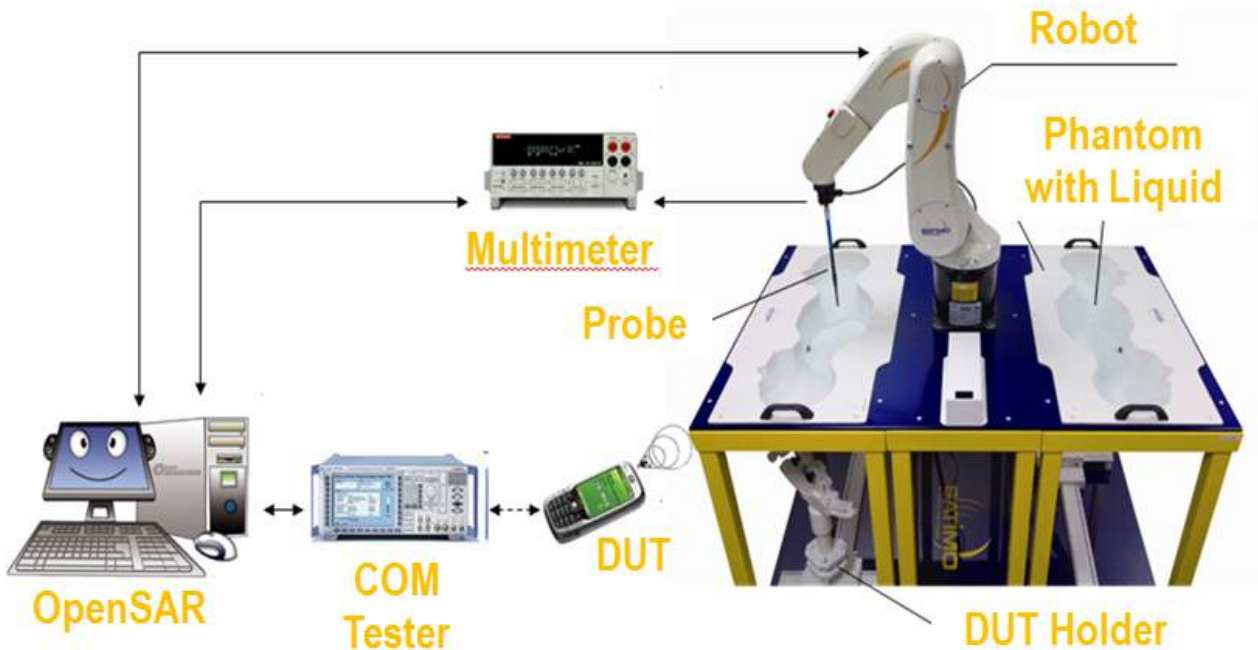 Robot
Phantom
with Liquid
Multimeter
Probe
DUT
COM
Tester
OpenSAR
DUT Holder
SATIMO